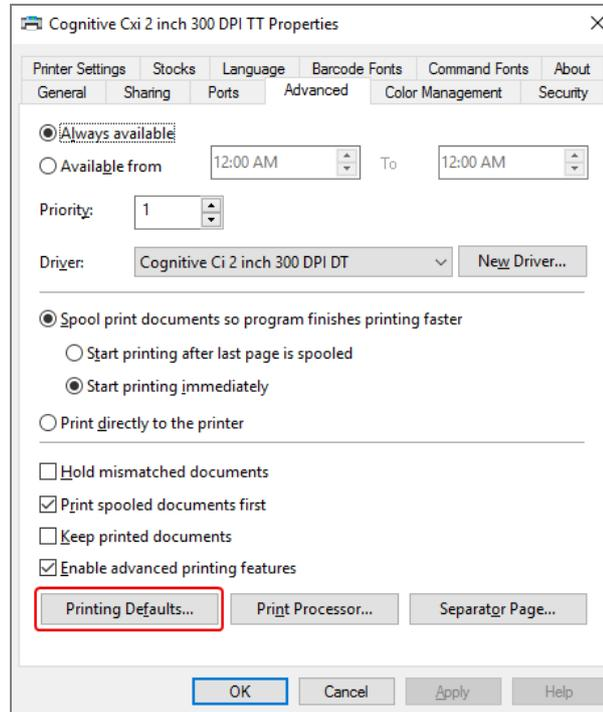 Cognitive Cxi 2 inch 300 DPI TT Properties
Printer Settings Stocks Language Barcode Fonts Command Fonts About
General Sharing Ports Advanced Color Management Security
Always available
Available from 12:00 AM To 12:00 AM
Priority: 1
Driver: Cognitive Ci 2 inch 300 DPI DT New Driver...
Spool print documents so program finishes printing faster
Start printing after last page is spooled
Start printing immediately
Print directly to the printer
Hold mismatched documents
Print spooled documents first
Keep printed documents
Enable advanced printing features
Printing Defaults... Print Processor... Separator Page...
OK Cancel Apply Help